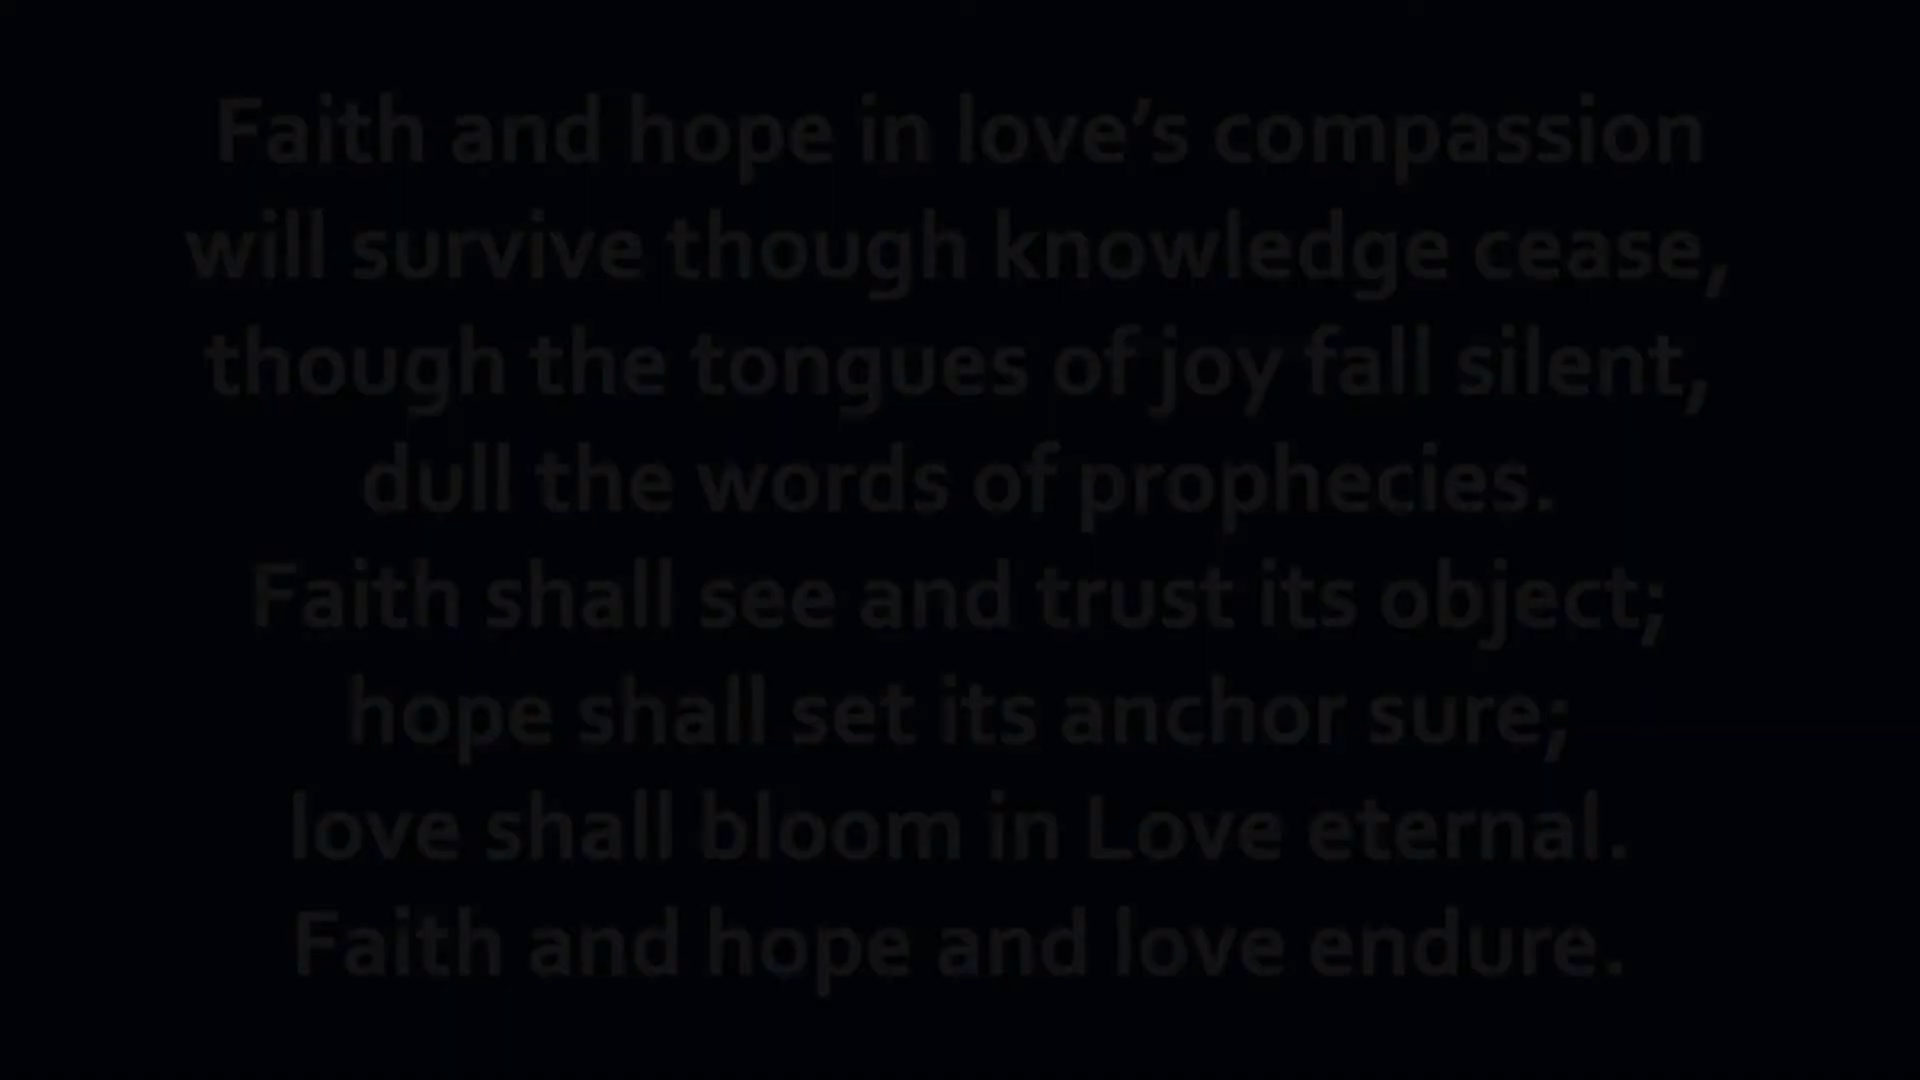 Faith and hope in love’s compassion
will survive though knowledge cease,
though the tongues of joy fall silent,
dull the words of prophecies.
Faith shall see and trust its object;
hope shall set its anchor sure;
love shall bloom in Love eternal.
Faith and hope and love endure.